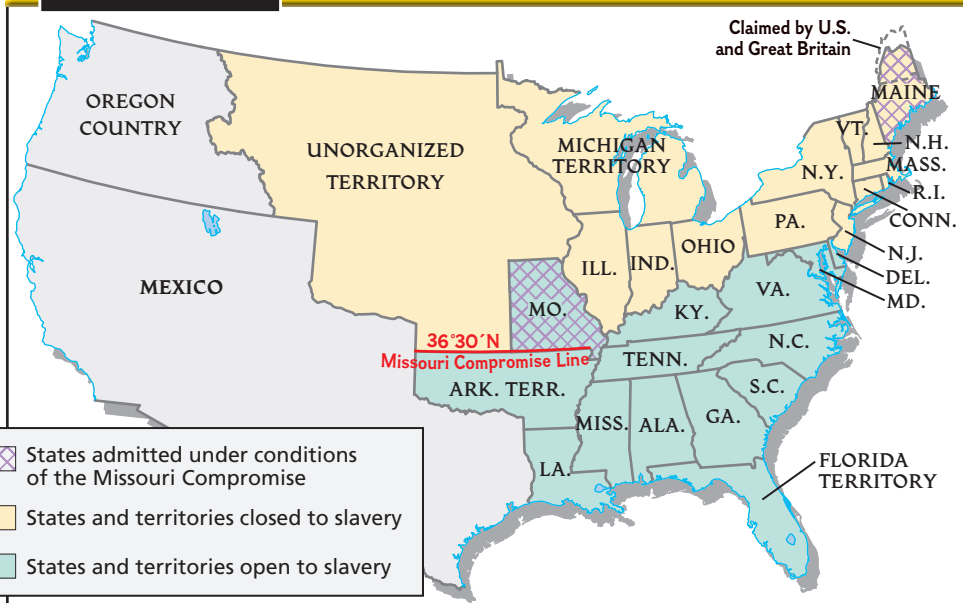 Claimed by U.S.
and Great Britain
OREGON
COUNTRY
UNORGANIZED
TERRITORY
MICHIGAN
TERRITORY
MAINE
VT.
N.H.
MASS.
N.Y.
R.I.
CONN.
PA.
N.J.
DEL.
MD.
OHIO
IND.
ILL.
MEXICO
MO.
KY.
VA.
36°30´N
Missouri Compromise Line
N.C.
TENN.
ARK. TERR.
S.C.
MISS.
ALA.
GA.
LA.
FLORIDA
TERRITORY
States admitted under conditions
of the Missouri Compromise
States and territories closed to slavery
States and territories open to slavery